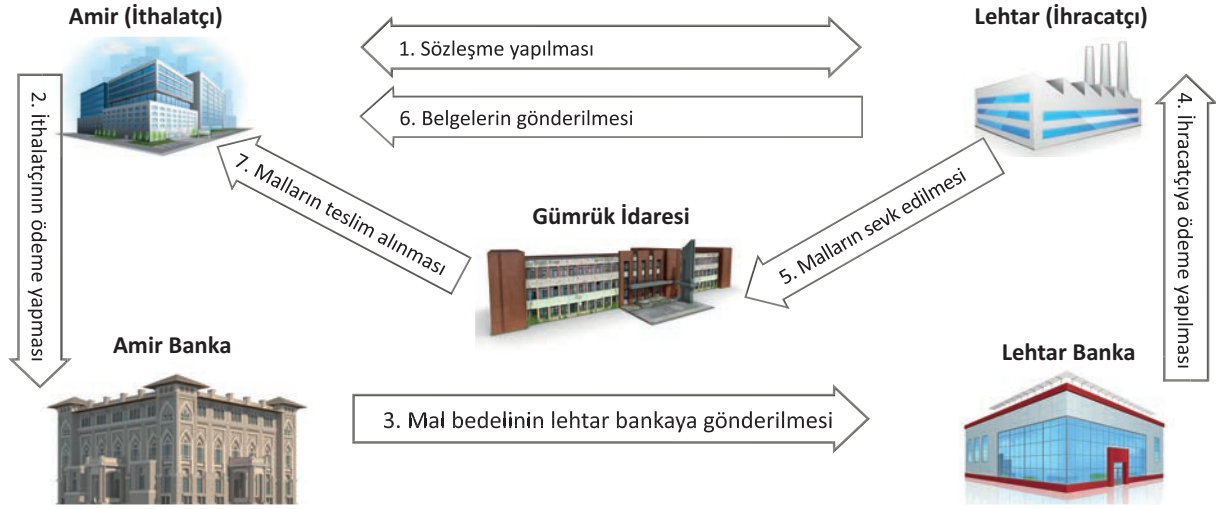 Amir (İthalatçı)
Lehtar (İhracatçı)
1. Sözleşme yapılması
2. İthalatçının ödeme yapması
6. Belgelerin gönderilmesi
4. İhracatçıya ödeme yapılması
7. Malların teslim alınması
5. Malların sevk edilmesi
Gümrük İdaresi
Amir Banka
Lehtar Banka
3. Mal bedelinin lehtar bankaya gönderilmesi